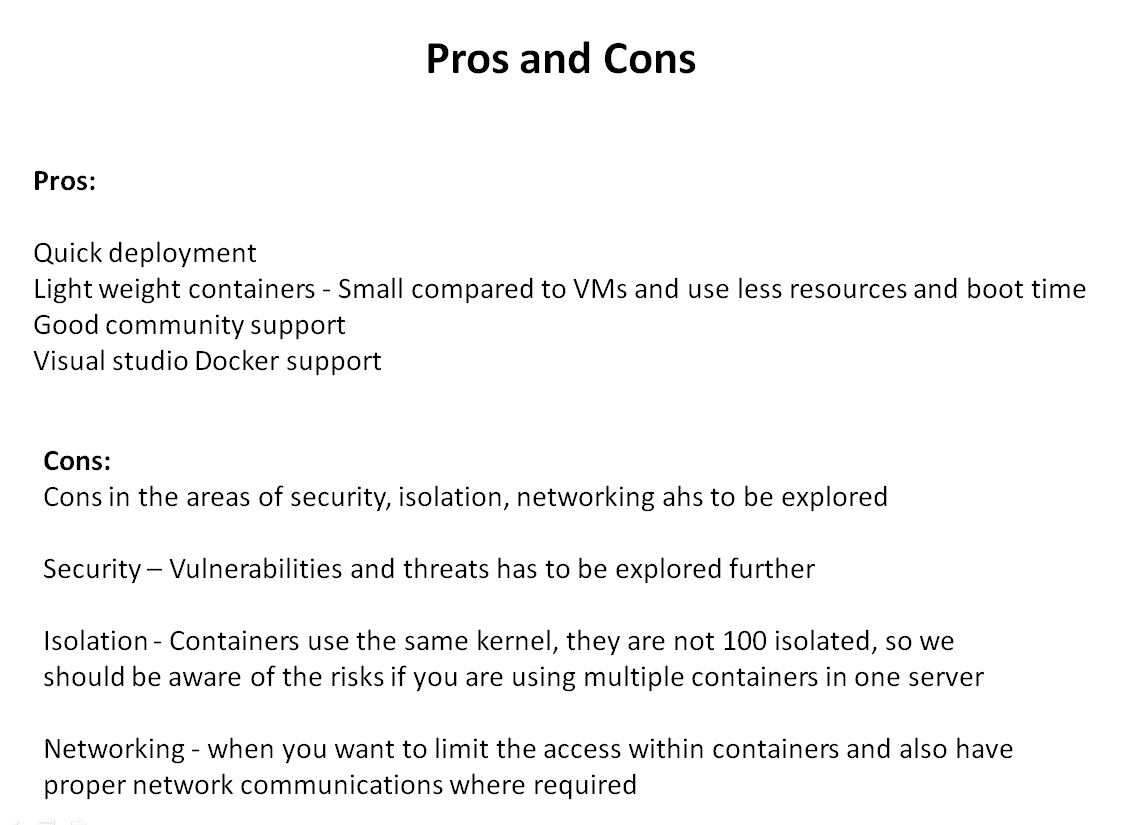 Pros and Cons
Pros:
Quick deployment
Light weight containers - Small compared to VMs and use less resources and boot time
Good community support
Visual studio Docker support
Cons:
Cons in the areas of security, isolation, networking ahs to be explored
Security – Vulnerabilities and threats has to be explored further
Isolation - Containers use the same kernel, they are not 100 isolated, so we
should be aware of the risks if you are using multiple containers in one server
Networking - when you want to limit the access within containers and also have
proper network communications where required